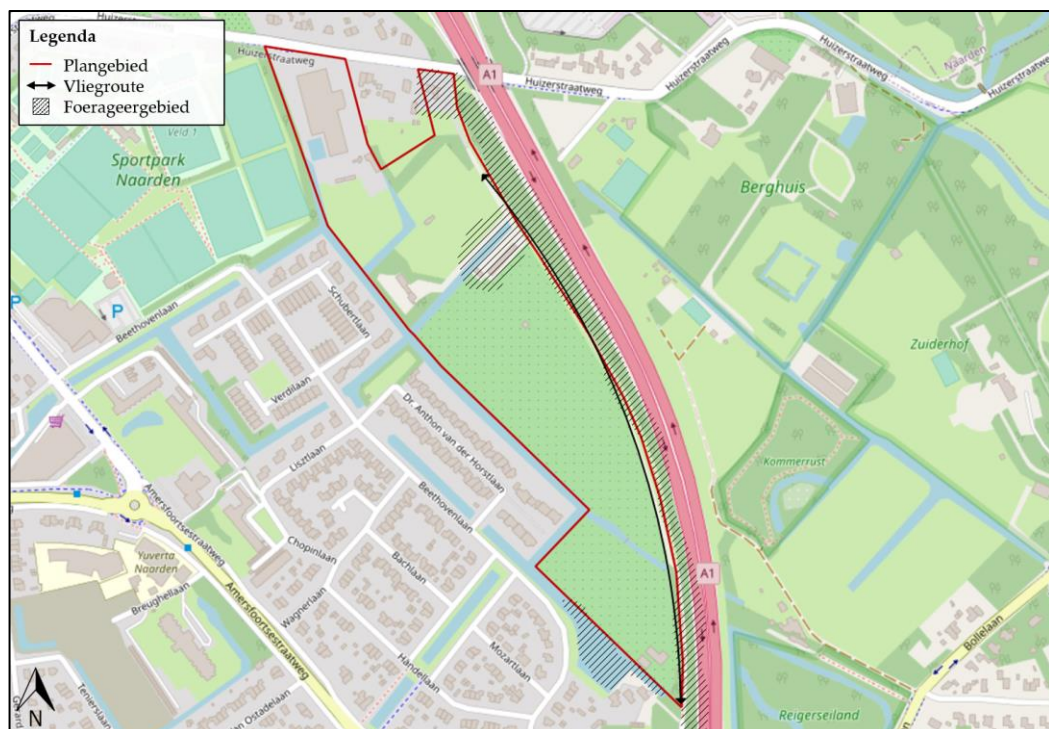 Legenda
Plangebied
Vliegroute
Foerageergebied
Huizerstraatweg
A1
Huizerstraatweg
Huizerstraatweg
Naarden
Huizerstraatweg
Veld 1
Sportpark
Naarden
Berghuis
P
P
Beethovenlaan
Schubertlaan
Zuiderhof
Verdilaan
Dr. Anthon van der Horstlaan
Lisztlaan
Kommerrust
Beethovenlaan
Amersfoortsestraatweg
Chopinlaan
Bachlaan
Yuverta
Naarden
Wagnerlaan
A1
Breughellaan
Amersfoortsestraatweg
Bollelaan
Mozartlaan
Handellaan
Tenierslaan
an Ostadelaan
Reigerseiland
N